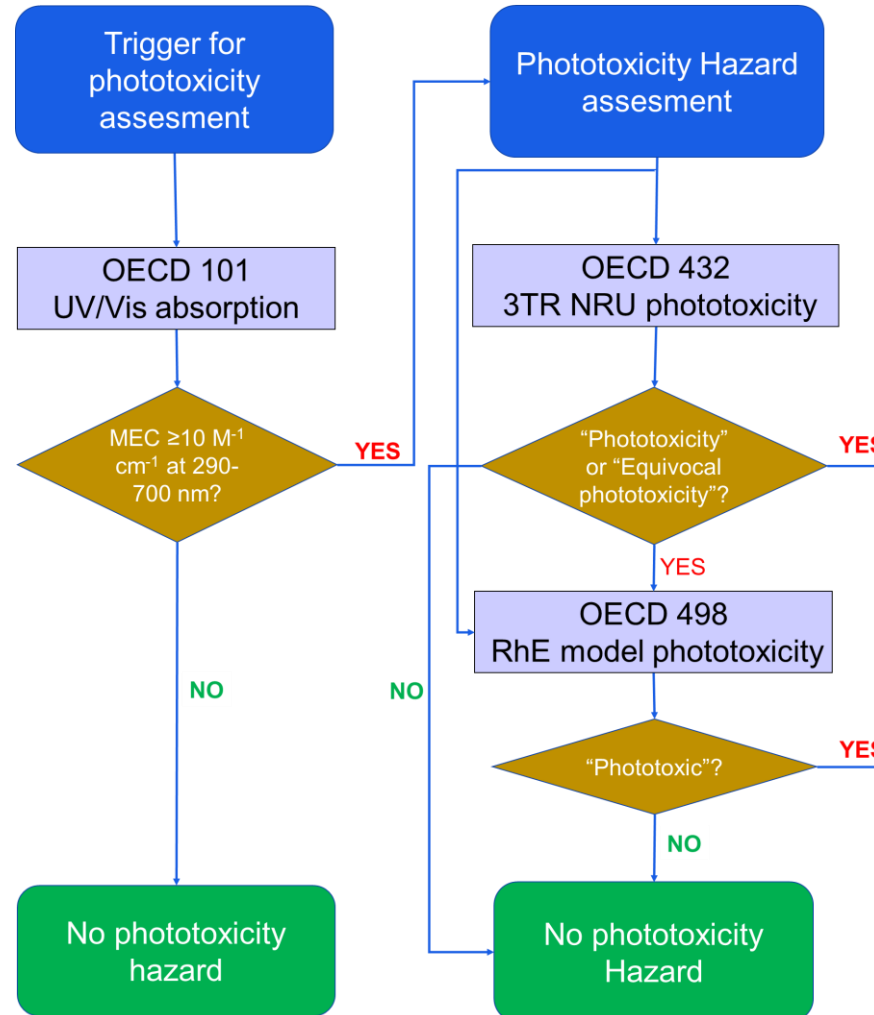 Trigger for
phototoxicity
assesment
OECD 101
UV/Vis absorption
MEC ≥10 M⁻¹
cm⁻¹ at 290-
700 nm?
YES
NO
No phototoxicity
hazard
Phototoxicity Hazard
assesment
OECD 432
3TR NRU phototoxicity
“Phototoxicity”
or “Equivocal
phototoxicity”?
YES
YES
NO
OECD 498
RhE model phototoxicity
“Phototoxic”?
YES
NO
No phototoxicity
Hazard